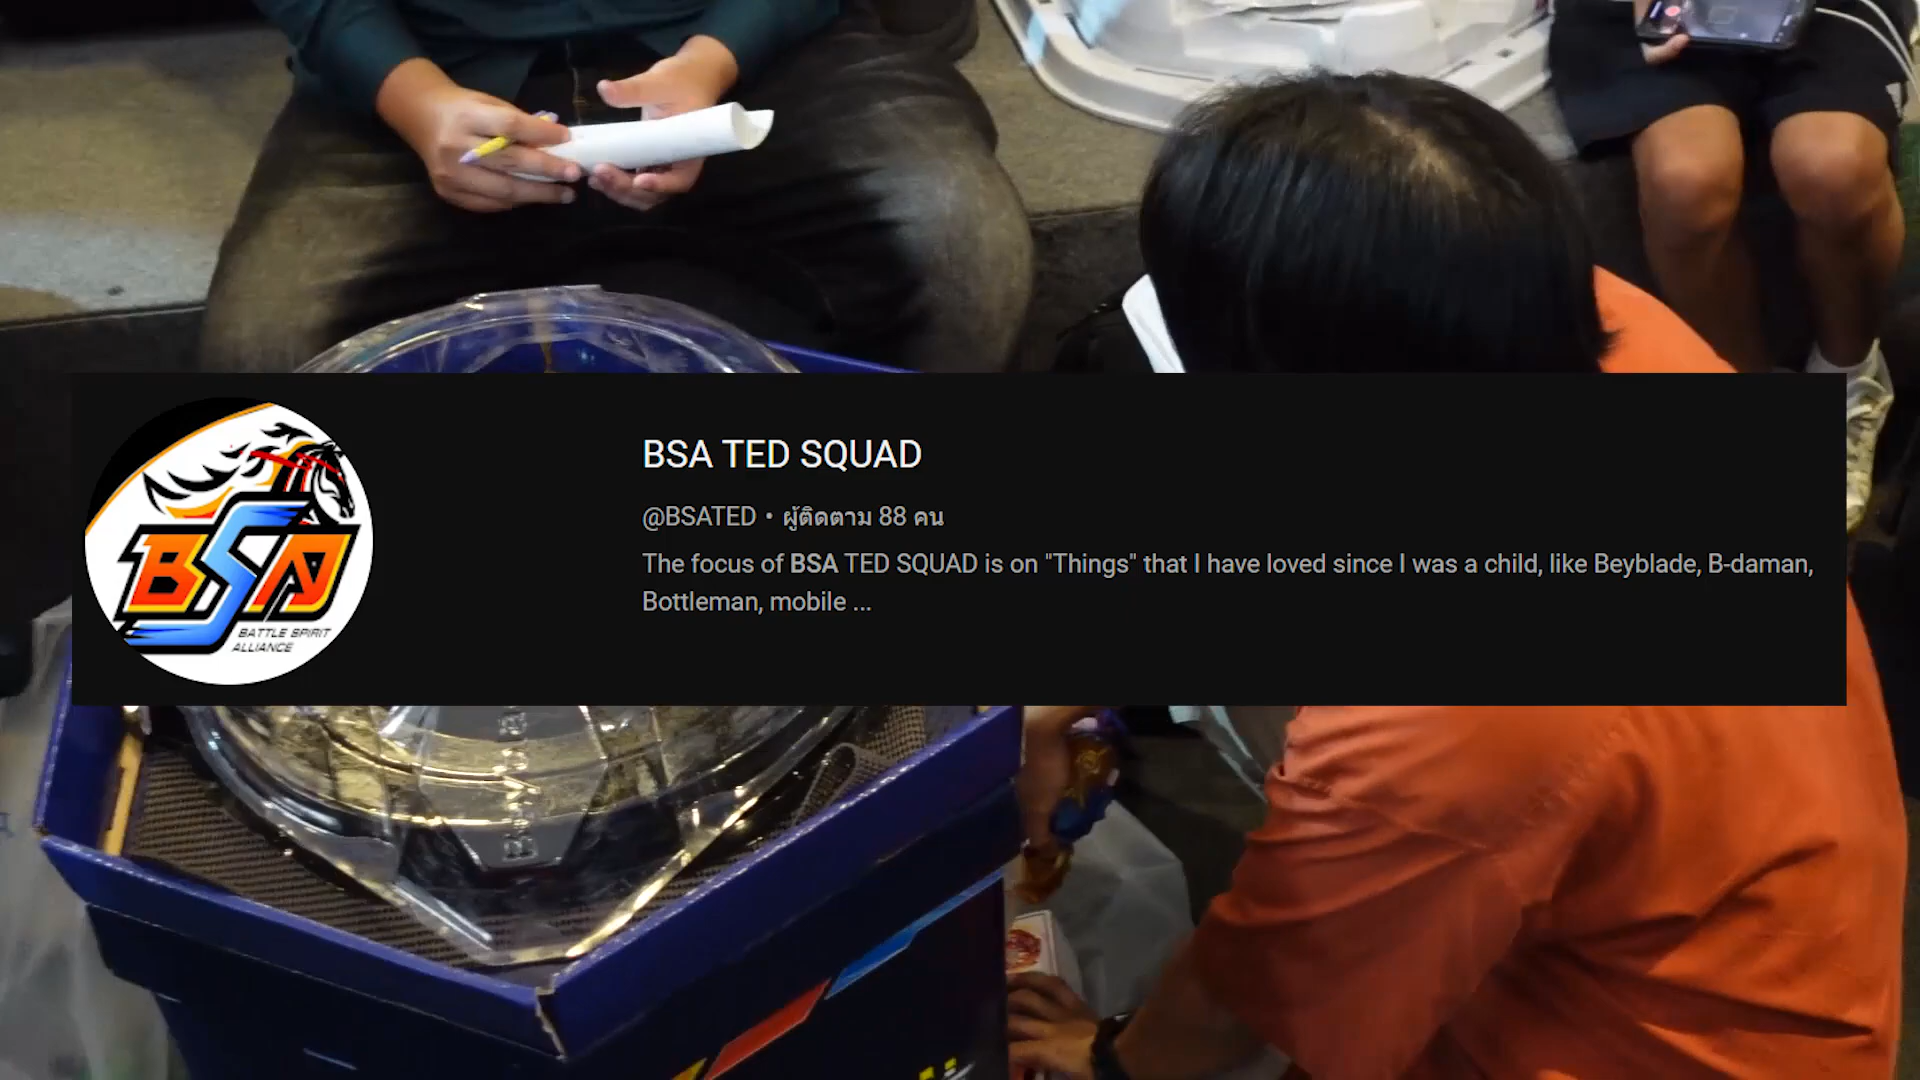 BSA TED SQUAD
@BSATED • ผู้ติดตาม 88 คน
The focus of BSA TED SQUAD is on "Things" that I have loved since I was a child, like Beyblade, B-daman,
Bottleman, mobile ...
BSA
BATTLE SPIRIT
ALLIANCE